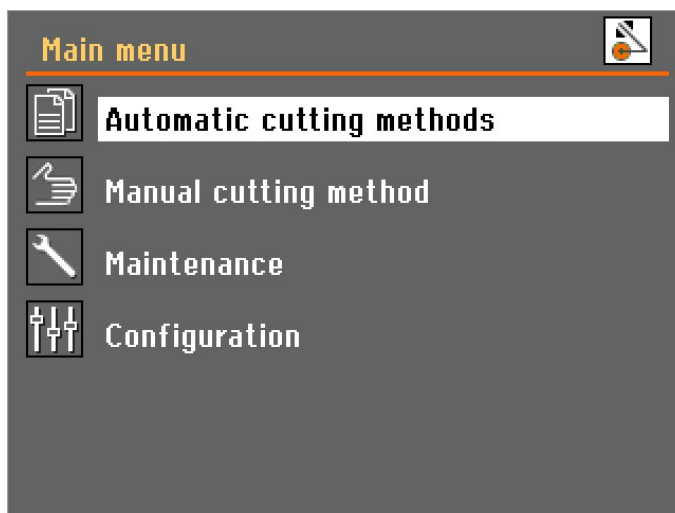 Main menu
Automatic cutting methods
Manual cutting method
Maintenance
Configuration